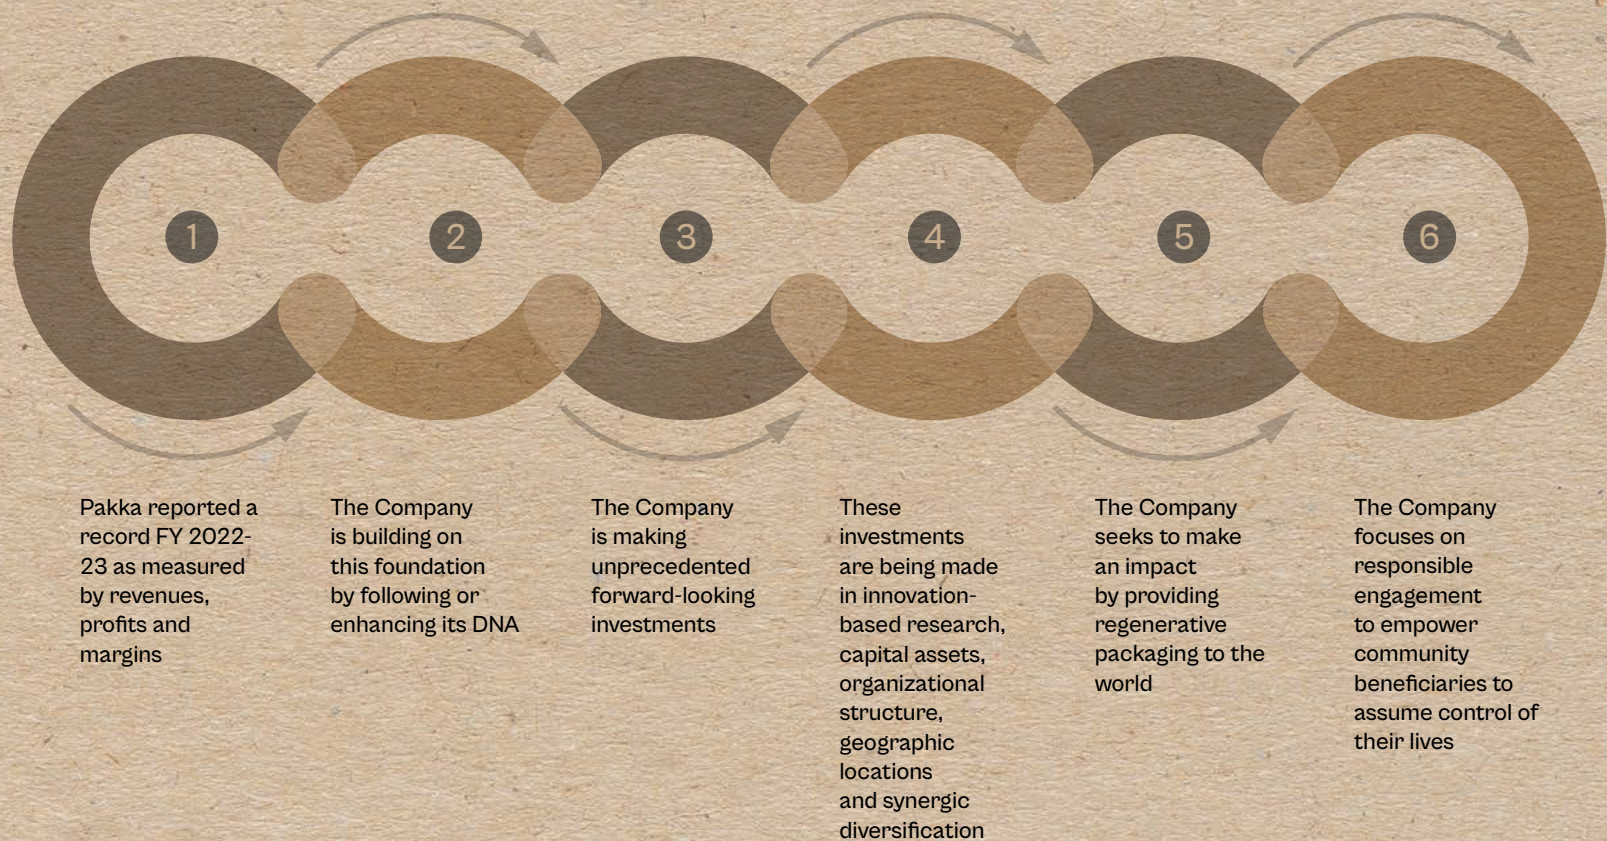 1
2
3
4
5
6
Pakka reported a
record FY 2022-
23 as measured
by revenues,
profits and
margins
The Company
is building on
this foundation
by following or
enhancing its DNA
The Company
is making
unprecedented
forward-looking
investments
These
investments
are being made
in innovation-
based research,
capital assets,
organizational
structure,
geographic
locations
and synergic
diversification
The Company
seeks to make
an impact
by providing
regenerative
packaging to the
world
The Company
focuses on
responsible
engagement
to empower
community
beneficiaries to
assume control of
their lives